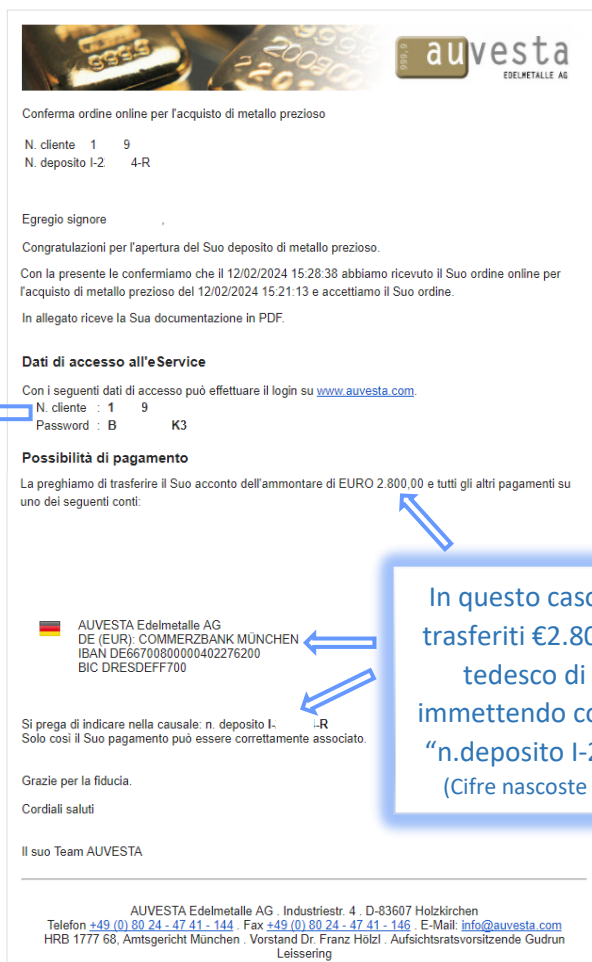 999,9
auvesta
EDELMETALLE AG
Conferma ordine online per l'acquisto di metallo prezioso
N. cliente 1 9
N. deposito I-2 4-R
Egregio signore ,
Congratulazioni per l'apertura del Suo deposito di metallo prezioso.
Con la presente le confermiamo che il 12/02/2024 15:28:38 abbiamo ricevuto il Suo ordine online per
l'acquisto di metallo prezioso del 12/02/2024 15:21:13 e accettiamo il Suo ordine.
In allegato riceve la Sua documentazione in PDF.
Dati di accesso all'eService
Con i seguenti dati di accesso può effettuare il login su www.auvesta.com.
N. cliente : 1 9
Password : B K3
Possibilità di pagamento
La preghiamo di trasferire il Suo acconto dell'ammontare di EURO 2.800,00 e tutti gli altri pagamenti su
uno dei seguenti conti:
AUVESTA Edelmetalle AG
DE (EUR): COMMERZBANK MÜNCHEN
IBAN DE66700800000402276200
BIC DRESDEFF700
In questo caso
trasferiti €2.80
tedesco di
immettendo co
"n.deposito I-2
(Cifre nascoste
Si prega di indicare nella causale: n. deposito I- -R
Solo così il Suo pagamento può essere correttamente associato.
Grazie per la fiducia.
Cordiali saluti
Il suo Team AUVESTA
AUVESTA Edelmetalle AG . Industriestr. 4 . D-83607 Holzkirchen
Telefon +49 (0) 80 24 - 47 41 - 144 . Fax +49 (0) 80 24 - 47 41 - 146 . E-Mail: info@auvesta.com
HRB 1777 68, Amtsgericht München . Vorstand Dr. Franz Hölzl . Aufsichtsratsvorsitzende Gudrun
Leissering